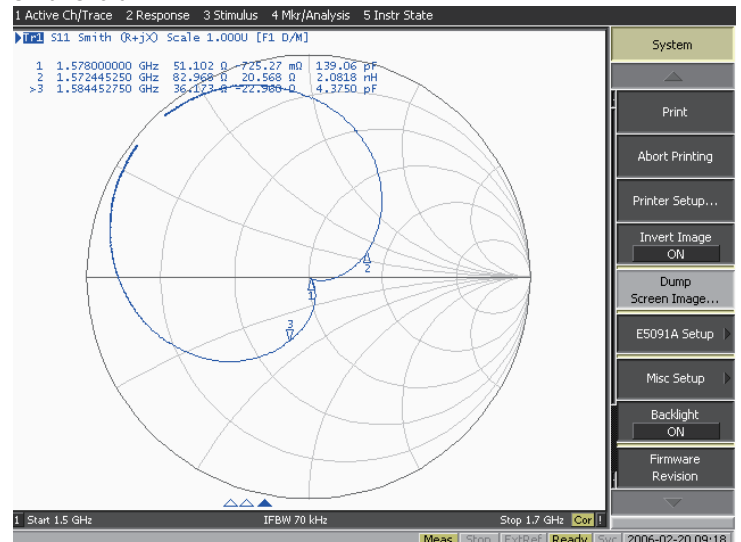 1 Active Ch/Trace 2 Response 3 Stimulus 4 Mkr/Analysis 5 Instr State
Tr1 S11 Smith (R+jX) Scale 1.000U [F1 D/M]
1 1.578000000 GHz 51.102 Ω -725.27 mΩ 139.06 pF
2 1.572445250 GHz 82.968 Ω 20.568 Ω 2.0818 nH
>3 1.584452750 GHz 36.173 Ω -22.960 Ω 4.3750 pF
2
1
3
1 Start 1.5 GHz IFBW 70 kHz Stop 1.7 GHz Cor !
System
Print
Abort Printing
Printer Setup...
Invert Image
ON
Dump
Screen Image...
E5091A Setup
Misc Setup
Backlight
ON
Firmware
Revision
Meas Stop ExtRef Ready Svc 2006-02-20 09:18